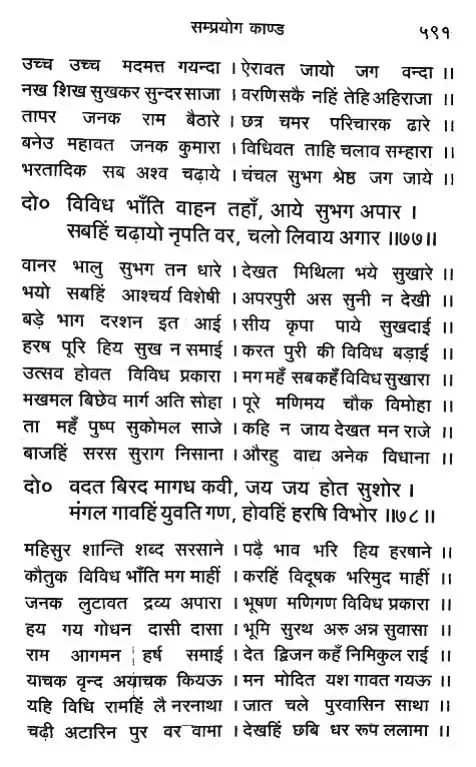 सम्प्रयोग काण्ड ५९१
उच्च उच्च मदमत्त गयन्दा । ऐरावत जायो जग वन्दा ॥
नख शिख सुखकर सुन्दर साजा । वरणि सकै नहिं तेहि अहिराजा ॥
तापर जनक राम बैठारे । छत्र चमर परिचारक ढारे ॥
बनेउ महावत जनक कुमारा । विधिवत ताहि चलाव सम्हारा ॥
भरतादिक सब अश्व चढ़ाये । चंचल सुभग श्रेष्ठ जग जाये ॥
दो० विविध भाँति वाहन तहाँ, आये सुभग अपार ।
सबहिं चढ़ायो नृपति वर, चलो लिवाय अगार ॥७७॥
वानर भालु सुभग तन धारे । देखत मिथिला भये सुखारे ॥
भयो सबहिं आश्चर्य विशेषी । अपरपुरी अस सुनी न देखी ॥
बड़े भाग दरशन इत आई । सीय कृपा पाये सुखदाई ॥
हरष पूरि हिय सुख न समाई । करत पुरी की विविध बड़ाई ॥
उत्सव होवत विविध प्रकारा । मग महँ सब कहँ विविध सुखारा ॥
मखमल बिछेव मार्ग अति सोहा । पूरे मणिमय चौक विमोहा ॥
ता महँ पुष्प सुकोमल साजे । कहि न जाय देखत मन राजे ॥
बाजहिं सरस सुराग निसाना । औरहु वाद्य अनेक विधाना ॥
दो० वदत बिरद मागध कवी, जय जय होत सुशोर ।
मंगल गावहिं युवति गण, होवहिं हरषि विभोर ॥७८॥
महिसुर शान्ति शब्द सरसाने । पढ़ै भाव भरि हिय हरषाने ॥
कौतुक विविध भाँति मग माहीं । करहिं विदूषक भरिमुद माहीं ॥
जनक लुटावत द्रव्य अपारा । भूषण मणिगण विविध प्रकारा ॥
हय गय गोधन दासी दासा । भूमि सुरथ अरु अन्न सुवासा ॥
राम आगमन हर्ष समाई । देत द्विजन कहँ निमिकुल राई ॥
याचक वृन्द अयाचक कियऊ । मन मोदित यश गावत गयऊ ॥
यहि विधि रामहिं लै नरनाथा । जात चले पुरवासिन साथा ॥
चढ़ी अटारिन पुर वर वामा । देखहिं छबि धर रूप ललामा ॥